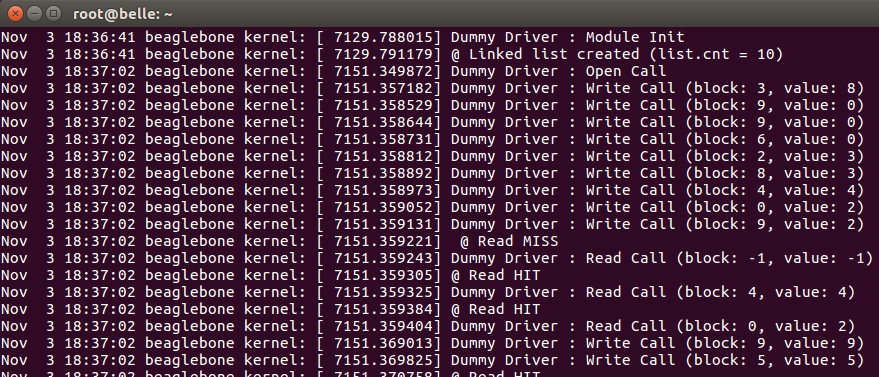 root@belle: ~
Nov  3 18:36:41 beaglebone kernel: [ 7129.788015] Dummy Driver : Module Init
Nov  3 18:36:41 beaglebone kernel: [ 7129.791179] @ Linked list created (list.cnt = 10)
Nov  3 18:37:02 beaglebone kernel: [ 7151.349872] Dummy Driver : Open Call
Nov  3 18:37:02 beaglebone kernel: [ 7151.357182] Dummy Driver : Write Call (block: 3, value: 8)
Nov  3 18:37:02 beaglebone kernel: [ 7151.358529] Dummy Driver : Write Call (block: 9, value: 0)
Nov  3 18:37:02 beaglebone kernel: [ 7151.358644] Dummy Driver : Write Call (block: 9, value: 0)
Nov  3 18:37:02 beaglebone kernel: [ 7151.358731] Dummy Driver : Write Call (block: 6, value: 0)
Nov  3 18:37:02 beaglebone kernel: [ 7151.358812] Dummy Driver : Write Call (block: 2, value: 3)
Nov  3 18:37:02 beaglebone kernel: [ 7151.358892] Dummy Driver : Write Call (block: 8, value: 3)
Nov  3 18:37:02 beaglebone kernel: [ 7151.358973] Dummy Driver : Write Call (block: 4, value: 4)
Nov  3 18:37:02 beaglebone kernel: [ 7151.359052] Dummy Driver : Write Call (block: 0, value: 2)
Nov  3 18:37:02 beaglebone kernel: [ 7151.359131] Dummy Driver : Write Call (block: 9, value: 2)
Nov  3 18:37:02 beaglebone kernel: [ 7151.359221]  @ Read MISS
Nov  3 18:37:02 beaglebone kernel: [ 7151.359243] Dummy Driver : Read Call (block: -1, value: -1)
Nov  3 18:37:02 beaglebone kernel: [ 7151.359305] @ Read HIT
Nov  3 18:37:02 beaglebone kernel: [ 7151.359325] Dummy Driver : Read Call (block: 4, value: 4)
Nov  3 18:37:02 beaglebone kernel: [ 7151.359384] @ Read HIT
Nov  3 18:37:02 beaglebone kernel: [ 7151.359404] Dummy Driver : Read Call (block: 0, value: 2)
Nov  3 18:37:02 beaglebone kernel: [ 7151.369013] Dummy Driver : Write Call (block: 9, value: 9)
Nov  3 18:37:02 beaglebone kernel: [ 7151.369825] Dummy Driver : Write Call (block: 5, value: 5)
Nov  3 18:37:02 beaglebone kernel: [ 7151.370758] @ Read HIT